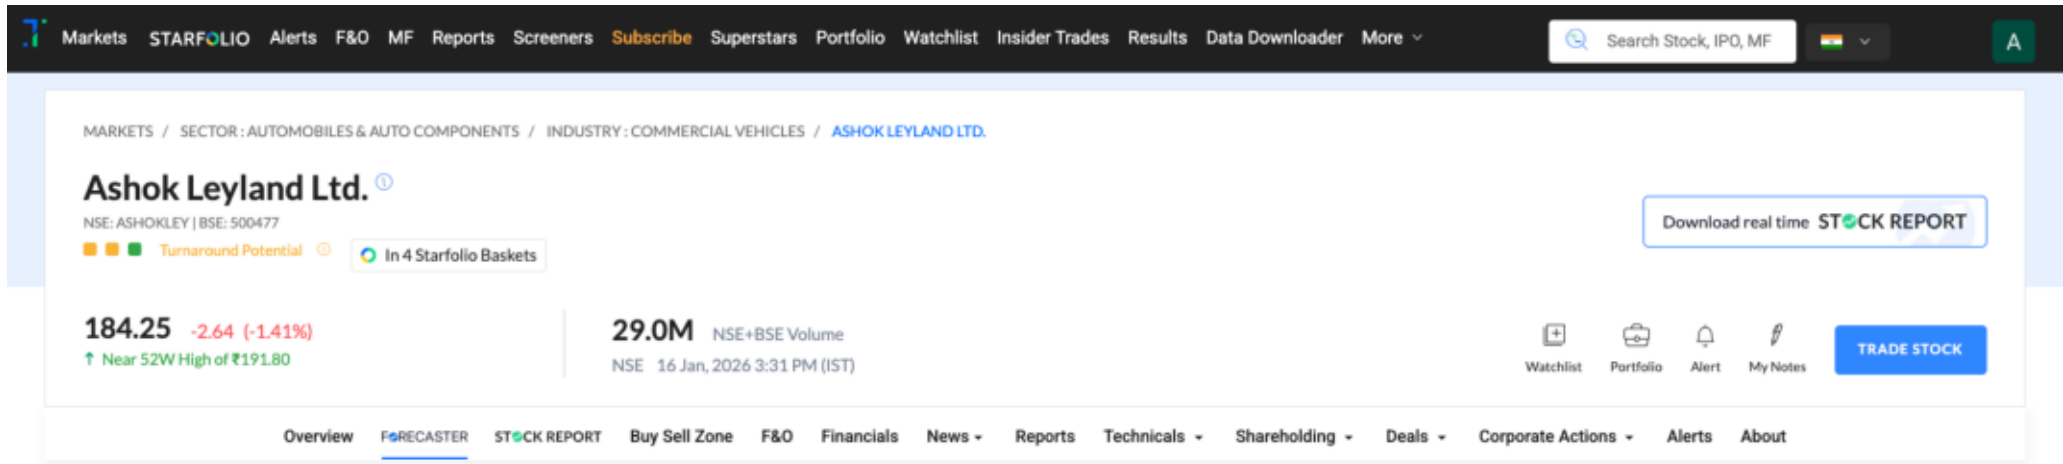 Markets STARFOLIO Alerts F&O MF Reports Screeners Subscribe Superstars Portfolio Watchlist Insider Trades Results Data Downloader More Search Stock, IPO, MF A
MARKETS / SECTOR : AUTOMOBILES & AUTO COMPONENTS / INDUSTRY : COMMERCIAL VEHICLES / ASHOK LEYLAND LTD.
Ashok Leyland Ltd.
NSE: ASHOKLEY | BSE: 500477
Download real time STOCK REPORT
Turnaround Potential In 4 Starfolio Baskets
184.25 -2.64 (-1.41%)
↑ Near 52W High of ₹191.80
29.0M NSE+BSE Volume
NSE 16 Jan, 2026 3:31 PM (IST)
Watchlist Portfolio Alert My Notes TRADE STOCK
Overview FORECASTER STOCK REPORT Buy Sell Zone F&O Financials News Reports Technicals Shareholding Deals Corporate Actions Alerts About